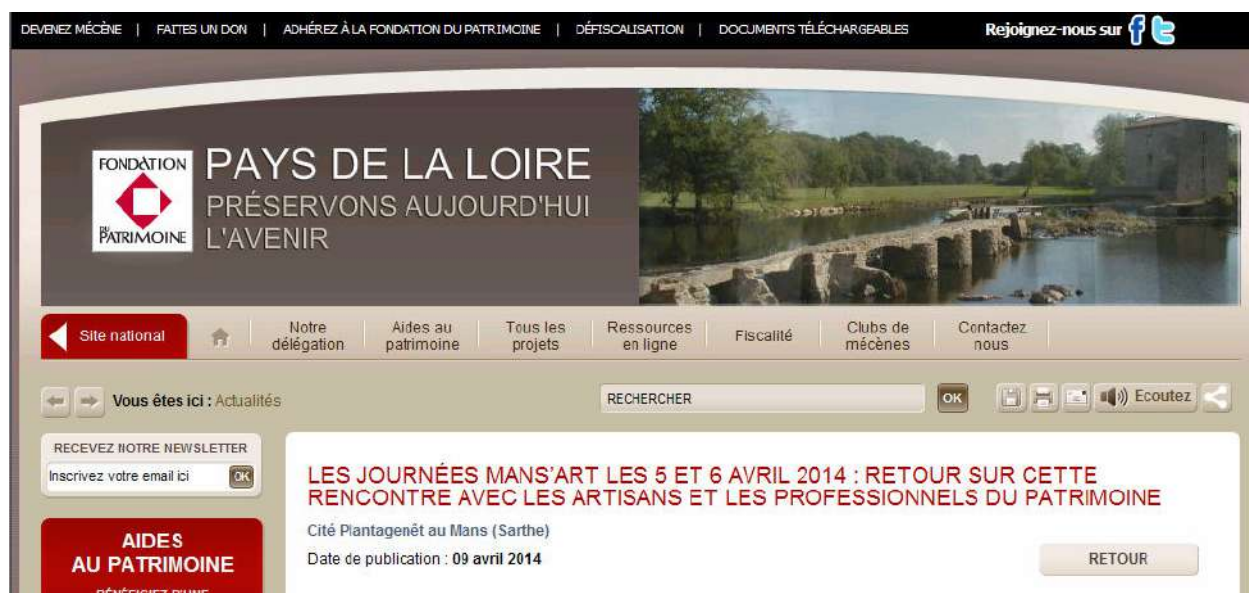 DEVENEZ MÉCÈNE | FAITES UN DON | ADHÉREZ À LA FONDATION DU PATRIMOINE | DÉFISCALISATION | DOCUMENTS TÉLÉCHARGEABLES Rejoignez-nous sur
FONDATION
DU
PATRIMOINE
PAYS DE LA LOIRE
PRÉSERVONS AUJOURD'HUI
L'AVENIR
Site national
Notre
délégation
Aides au
patrimoine
Tous les
projets
Ressources
en ligne
Fiscalité
Clubs de
mécènes
Contactez
nous
Vous êtes ici : Actualités
RECHERCHER
OK
Ecoutez
RECEVEZ NOTRE NEWSLETTER
Inscrivez votre email ici OK
AIDES
AU PATRIMOINE
BÉNÉFICIEZ D'UNE
LES JOURNÉES MANS'ART LES 5 ET 6 AVRIL 2014 : RETOUR SUR CETTE
RENCONTRE AVEC LES ARTISANS ET LES PROFESSIONNELS DU PATRIMOINE
Cité Plantagenêt au Mans (Sarthe)
Date de publication : 09 avril 2014
RETOUR